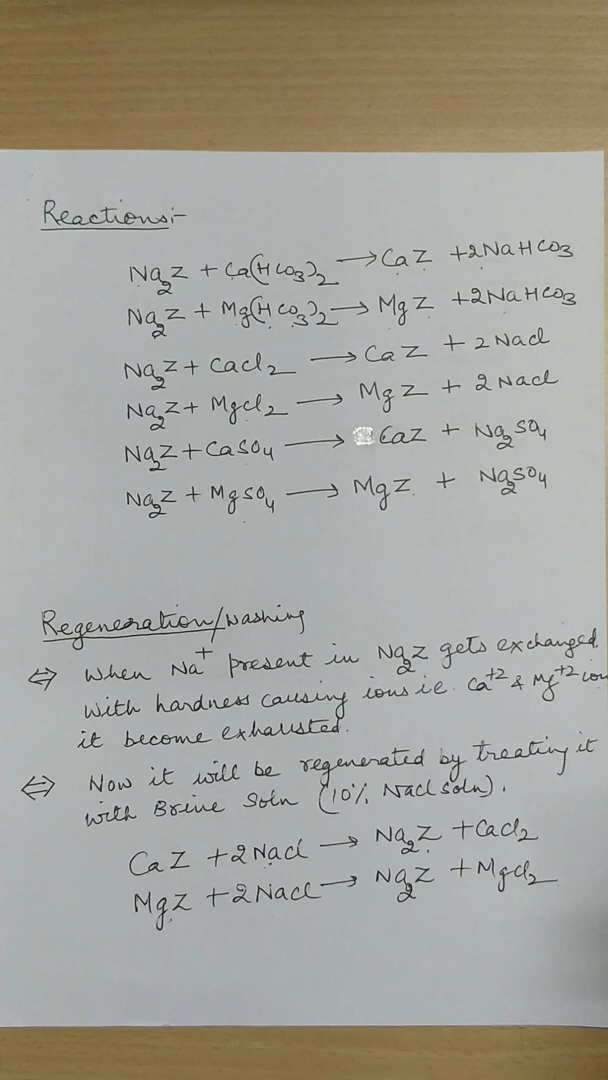 Reactions:-
Na2Z + Ca(HCO3)2 → CaZ + 2NaHCO3
Na2Z + Mg(HCO3)2 → MgZ + 2NaHCO3
Na2Z + CaCl2 → CaZ + 2NaCl
Na2Z + MgCl2 → MgZ + 2NaCl
Na2Z + CaSO4 → CaZ + Na2SO4
Na2Z + MgSO4 → MgZ + Na2SO4
Regeneration/Washing
⇔ When Na+ present in Na2Z gets exchanged
with hardness causing ions i.e. Ca+2 & Mg+2 ion
it become exhausted.
⇔ Now it will be regenerated by treating it
with Brine Soln (10% NaCl soln).
CaZ + 2NaCl → Na2Z + CaCl2
MgZ + 2NaCl → Na2Z + MgCl2